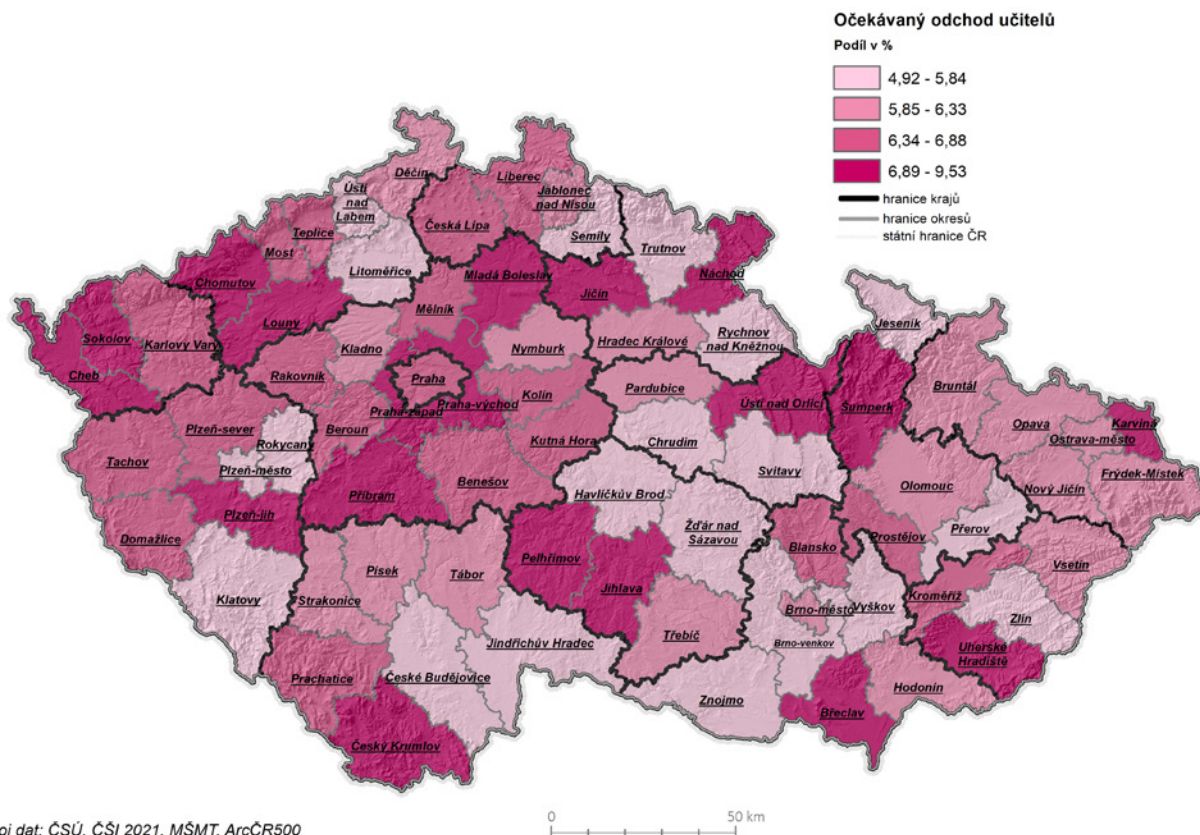 Očekávaný odchod učitelů
Podíl v %
4,92 - 5,84
5,85 - 6,33
6,34 - 6,88
6,89 - 9,53
hranice krajů
hranice okresů
státní hranice ČR
Děčín
Liberec
Ústí
nad
Labem
Jablonec
nad Nisou
Česká Lípa
Teplice
Semily
Trutnov
Most
Litoměřice
Chomutov
Mladá Boleslav
Náchod
Jičín
Mělník
Louny
Jeseník
Sokolov
Karlovy Vary
Kladno
Nymburk
Hradec Králové
Rychnov
nad Kněžnou
Cheb
Rakovník
Praha
Pardubice
Bruntál
Kolín
Praha-západ
Praha-východ
Ústí nad Orlicí
Šumperk
Plzeň-sever
Beroun
Opava
Karviná
Ostrava-město
Rokycany
Kutná Hora
Chrudim
Tachov
Plzeň-město
Svitavy
Frýdek-Místek
Příbram
Benešov
Olomouc
Nový Jičín
Havlíčkův Brod
Plzeň-jih
Žďár nad
Sázavou
Přerov
Domažlice
Prostějov
Blansko
Pelhřimov
Vsetín
Písek
Tábor
Jihlava
Klatovy
Strakonice
Kroměříž
Brno-město
Vyškov
Zlín
Třebíč
Jindřichův Hradec
Brno-venkov
Uherské
Hradiště
Prachatice
České Budějovice
Hodonín
Znojmo
Břeclav
Český Krumlov
0 50 km
oj dat: ČSÚ, ČŠI 2021, MŠMT, ArcČR500